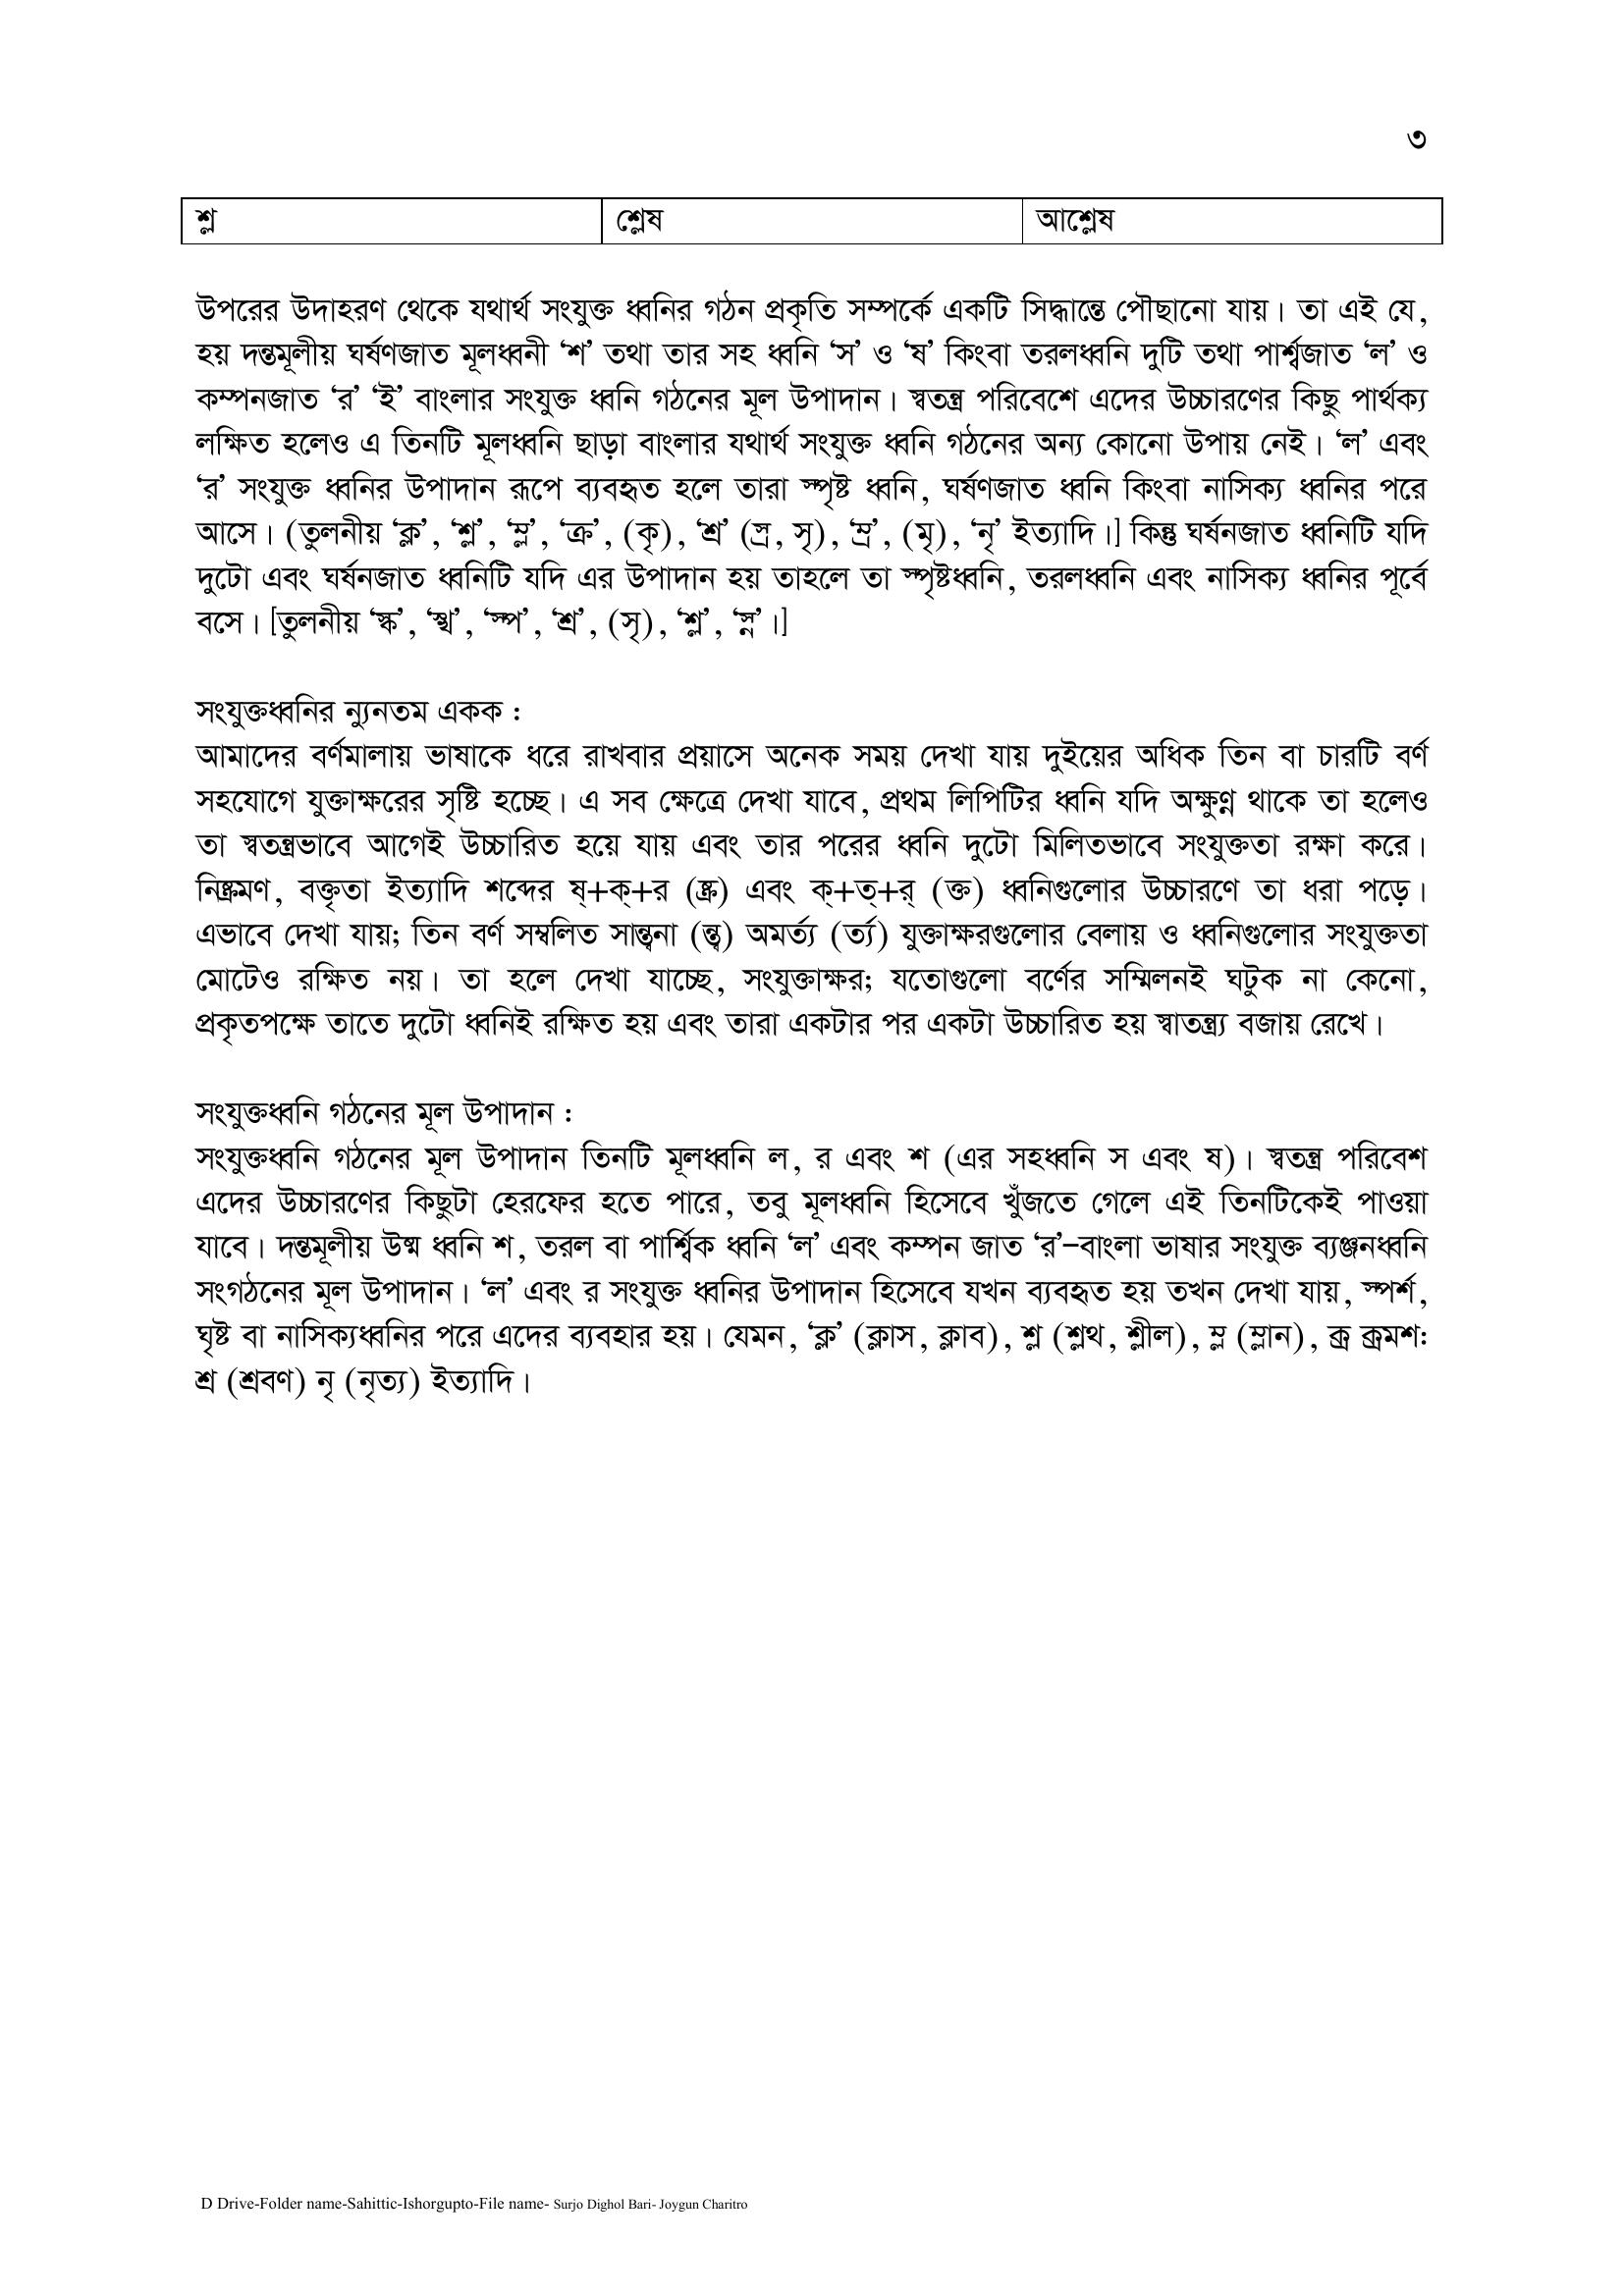 ৩
শ্ল শ্লেষ আশ্লেষ
উপরের উদাহরণ থেকে যথার্থ সংযুক্ত ধ্বনির গঠন প্রকৃতি সম্পর্কে একটি সিদ্ধান্তে পৌছানো যায়। তা এই যে,
হয় দন্তমূলীয় ঘর্ষণজাত মূলধ্বনী ‘শ’ তথা তার সহ ধ্বনি ‘স’ ও ‘ষ’ কিংবা তরলধ্বনি দুটি তথা পার্শ্বজাত ‘ল’ ও
কম্পনজাত ‘র’ ‘ই’ বাংলার সংযুক্ত ধ্বনি গঠনের মূল উপাদান। স্বতন্ত্র পরিবেশে এদের উচ্চারণের কিছু পার্থক্য
লক্ষিত হলেও এ তিনটি মূলধ্বনি ছাড়া বাংলার যথার্থ সংযুক্ত ধ্বনি গঠনের অন্য কোনো উপায় নেই। ‘ল’ এবং
‘র’ সংযুক্ত ধ্বনির উপাদান রূপে ব্যবহৃত হলে তারা স্পৃষ্ট ধ্বনি, ঘর্ষণজাত ধ্বনি কিংবা নাসিক্য ধ্বনির পরে
আসে। (তুলনীয় ‘ক্ল’, ‘শ্ল’, ‘ম্ল’, ‘ক্র’, (কৃ), ‘শ্র’ (স্র, সৃ), ‘ম্র’, (মৃ), ‘নৃ’ ইত্যাদি।] কিন্তু ঘর্ষনজাত ধ্বনিটি যদি
দুটো এবং ঘর্ষনজাত ধ্বনিটি যদি এর উপাদান হয় তাহলে তা স্পৃষ্টধ্বনি, তরলধ্বনি এবং নাসিক্য ধ্বনির পূর্বে
বসে। [তুলনীয় ‘স্ক’, ‘স্খ’, ‘স্প’, ‘শ্র’, (সৃ), ‘শ্ল’, ‘স্ন’।]
সংযুক্তধ্বনির ন্যুনতম একক :
আমাদের বর্ণমালায় ভাষাকে ধরে রাখবার প্রয়াসে অনেক সময় দেখা যায় দুইয়ের অধিক তিন বা চারটি বর্ণ
সহযোগে যুক্তাক্ষরের সৃষ্টি হচ্ছে। এ সব ক্ষেত্রে দেখা যাবে, প্রথম লিপিটির ধ্বনি যদি অক্ষুণ্ণ থাকে তা হলেও
তা স্বতন্ত্রভাবে আগেই উচ্চারিত হয়ে যায় এবং তার পরের ধ্বনি দুটো মিলিতভাবে সংযুক্ততা রক্ষা করে।
নিষ্ক্রমণ, বক্তৃতা ইত্যাদি শব্দের ষ্+ক্+র (ষ্ক্র) এবং ক্+ত্+র্ (ক্ত) ধ্বনিগুলোর উচ্চারণে তা ধরা পড়ে।
এভাবে দেখা যায়; তিন বর্ণ সম্বলিত সান্ত্বনা (ন্ত্ব) অমর্ত্য (র্ত্য) যুক্তাক্ষরগুলোর বেলায় ও ধ্বনিগুলোর সংযুক্ততা
মোটেও রক্ষিত নয়। তা হলে দেখা যাচ্ছে, সংযুক্তাক্ষর; যতোগুলো বর্ণের সম্মিলনই ঘটুক না কেনো,
প্রকৃতপক্ষে তাতে দুটো ধ্বনিই রক্ষিত হয় এবং তারা একটার পর একটা উচ্চারিত হয় স্বাতন্ত্র্য বজায় রেখে।
সংযুক্তধ্বনি গঠনের মূল উপাদান :
সংযুক্তধ্বনি গঠনের মূল উপাদান তিনটি মূলধ্বনি ল, র এবং শ (এর সহধ্বনি স এবং ষ)। স্বতন্ত্র পরিবেশ
এদের উচ্চারণের কিছুটা হেরফের হতে পারে, তবু মূলধ্বনি হিসেবে খুঁজতে গেলে এই তিনটিকেই পাওয়া
যাবে। দন্তমূলীয় উষ্ম ধ্বনি শ, তরল বা পার্শ্বিক ধ্বনি ‘ল’ এবং কম্পন জাত ‘র’–বাংলা ভাষার সংযুক্ত ব্যঞ্জনধ্বনি
সংগঠনের মূল উপাদান। ‘ল’ এবং র সংযুক্ত ধ্বনির উপাদান হিসেবে যখন ব্যবহৃত হয় তখন দেখা যায়, স্পর্শ,
ঘৃষ্ট বা নাসিক্যধ্বনির পরে এদের ব্যবহার হয়। যেমন, ‘ক্ল’ (ক্লাস, ক্লাব), শ্ল (শ্লথ, শ্লীল), ম্ল (ম্লান), ক্র ক্রমশ:
শ্র (শ্রবণ) নৃ (নৃত্য) ইত্যাদি।
D Drive-Folder name-Sahittic-Ishorgupto-File name- Surjo Dighol Bari- Joygun Charitro